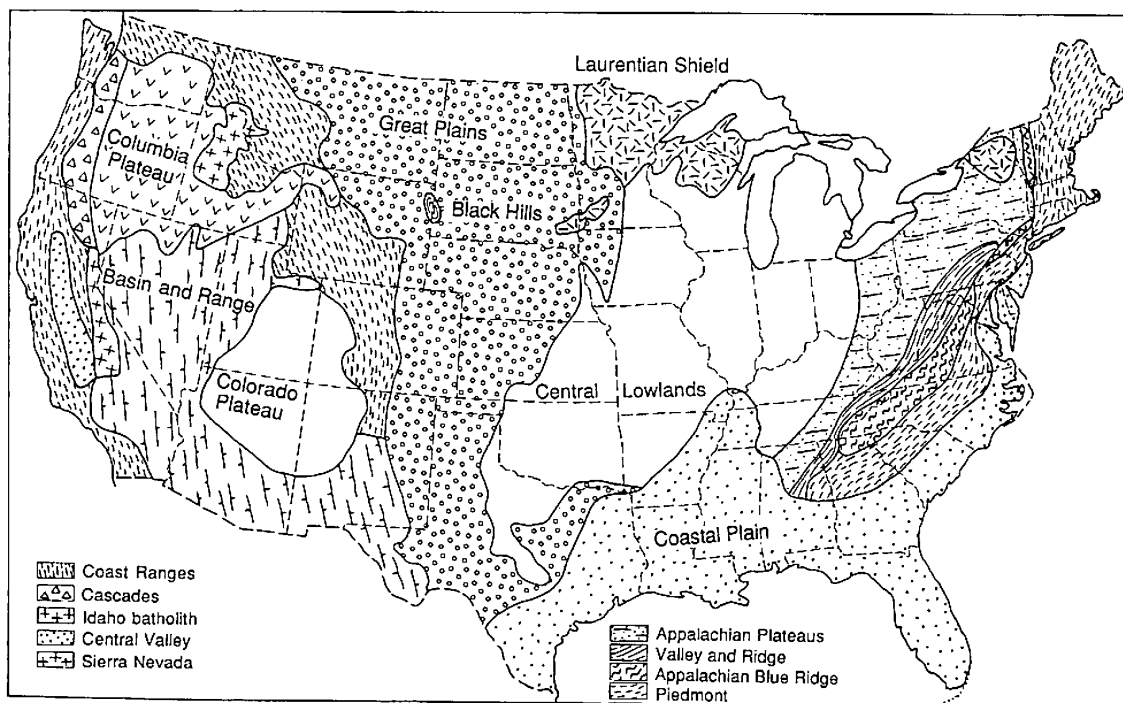 Laurentian Shield
Great Plains
Columbia
Plateau
Black Hills
Basin and Range
Colorado
Plateau
Central Lowlands
Coastal Plain
Coast Ranges
Cascades
Idaho batholith
Central Valley
Sierra Nevada
Appalachian Plateaus
Valley and Ridge
Appalachian Blue Ridge
Piedmont